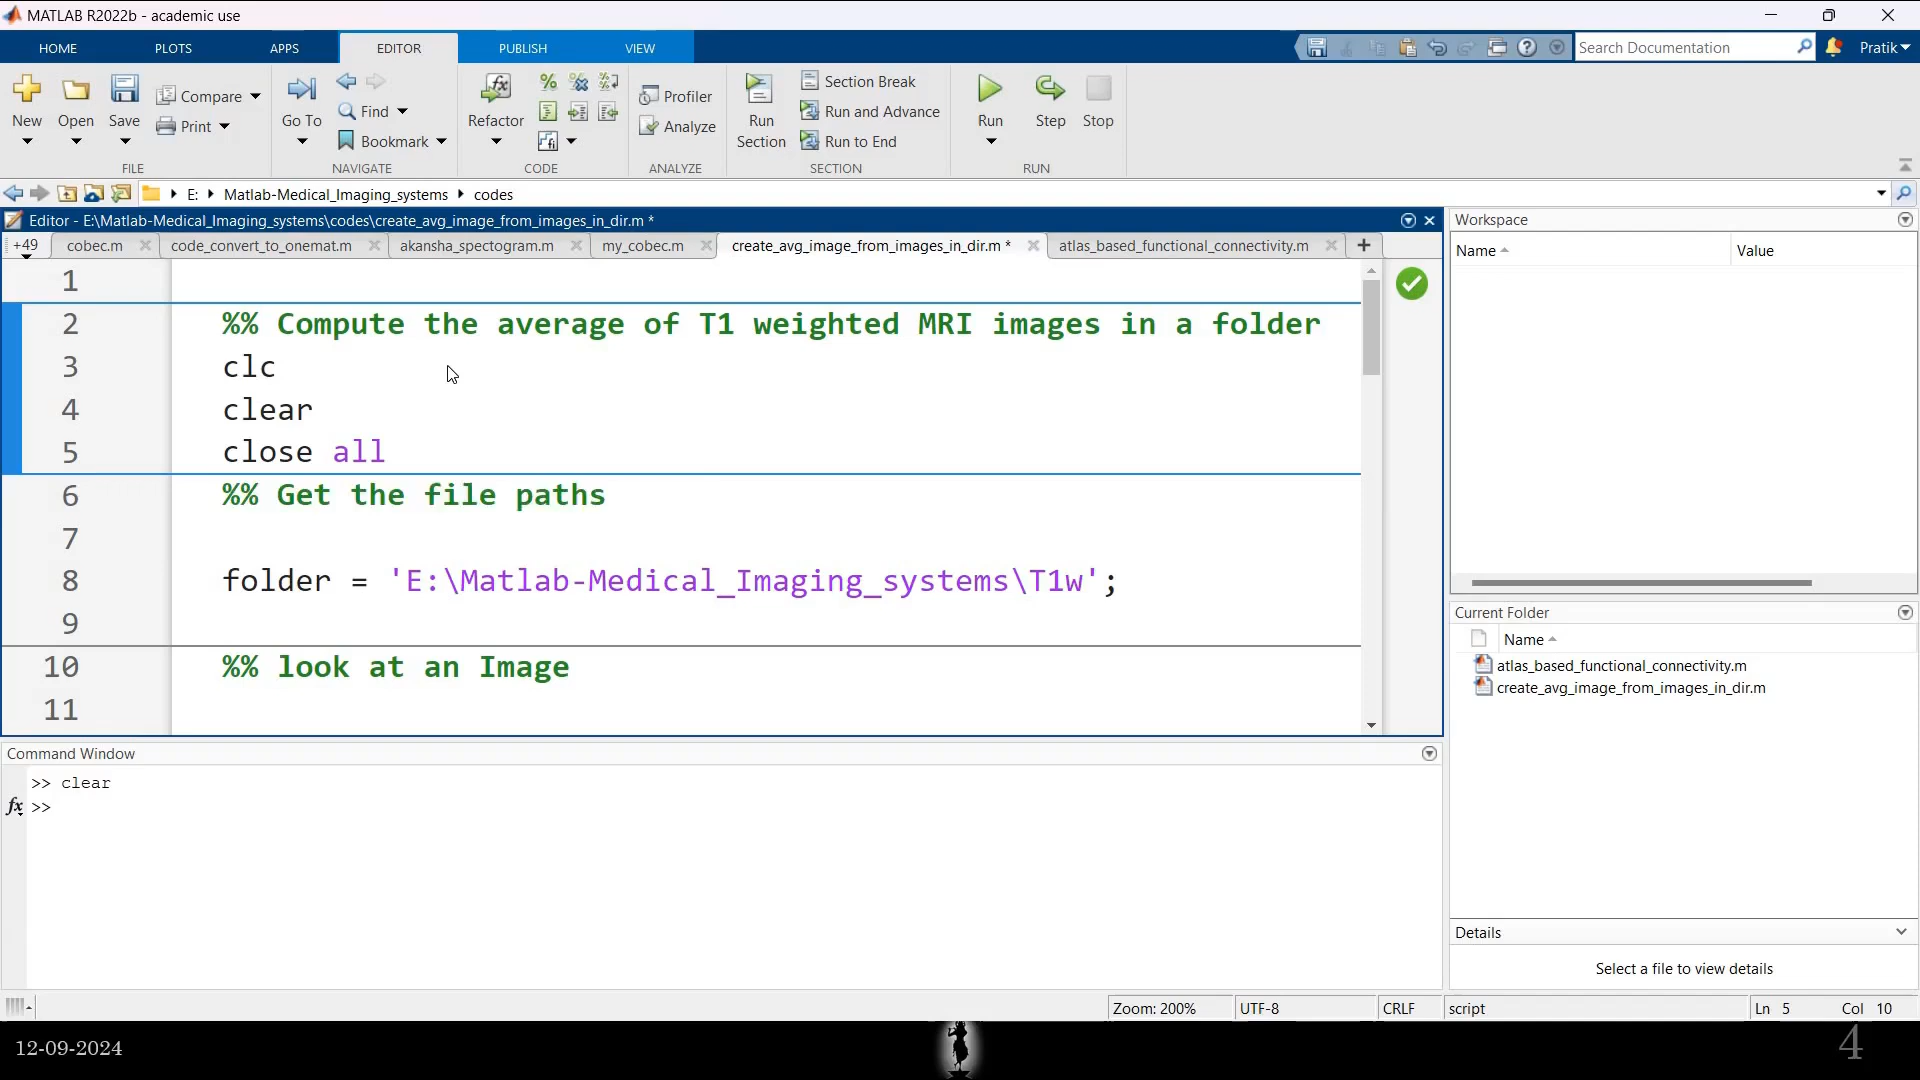 MATLAB R2022b - academic use
HOME PLOTS APPS EDITOR PUBLISH VIEW
Search Documentation
Pratik
New Open Save Compare Print
Go To Find Bookmark
Refactor
Profiler Analyze
Run Section
Section Break
Run and Advance
Run to End
Run Step Stop
FILE NAVIGATE CODE ANALYZE SECTION RUN
E: Matlab-Medical_Imaging_systems codes
Editor - E:\Matlab-Medical_Imaging_systems\codes\create_avg_image_from_images_in_dir.m *
+49 cobec.m code_convert_to_onemat.m akansha_spectogram.m my_cobec.m create_avg_image_from_images_in_dir.m * atlas_based_functional_connectivity.m
1
2 %% Compute the average of T1 weighted MRI images in a folder
3 clc
4 clear
5 close all
6 %% Get the file paths
7
8 folder = 'E:\Matlab-Medical_Imaging_systems\T1w';
9
10 %% look at an Image
11
Workspace
Name Value
Current Folder
Name
atlas_based_functional_connectivity.m
create_avg_image_from_images_in_dir.m
Details
Select a file to view details
Command Window
>> clear
fx >>
Zoom: 200% UTF-8 CRLF script Ln 5 Col 10
12-09-2024
4